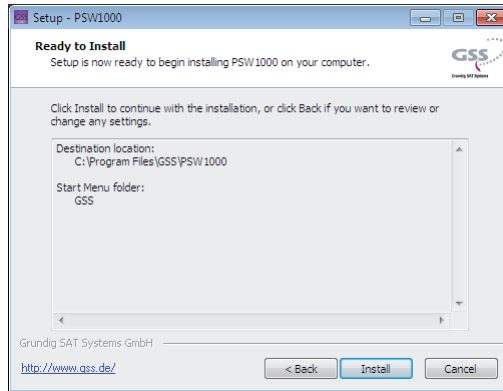 Setup - PSW1000
Ready to Install
Setup is now ready to begin installing PSW1000 on your computer.
GSS
Grundig SAT Systems
Click Install to continue with the installation, or click Back if you want to review or
change any settings.
Destination location:
C:\Program Files\GSS\PSW1000
Start Menu folder:
GSS
Grundig SAT Systems GmbH
http://www.gss.de/
< Back
Install
Cancel